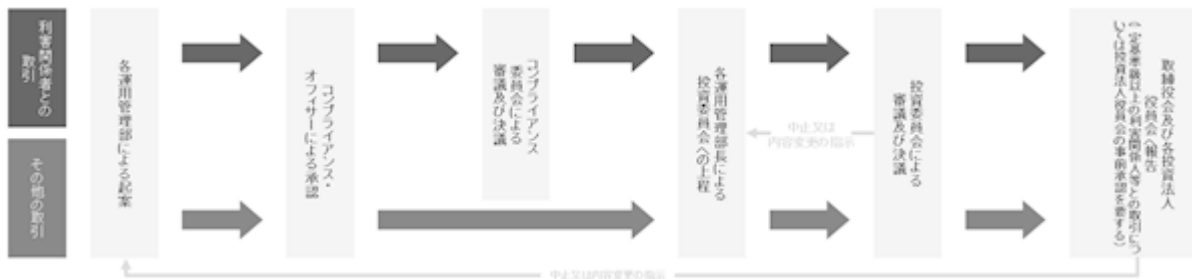 利害関係者との
取引
その他の取引
各運用管理部による起案
コンプライアンス・
オフィサーによる承認
コンプライアンス
委員会による
審議及び決議
各運用管理部長による
投資委員会への上程
中止又は
内容変更の指示
投資委員会による
審議及び決議
取締役会及び各投資法人
役員会へ報告
(一定基準額以上の利害関係人等との取引につ
いては投資法人役員会の事前承認を要する)
中止又は内容変更の指示